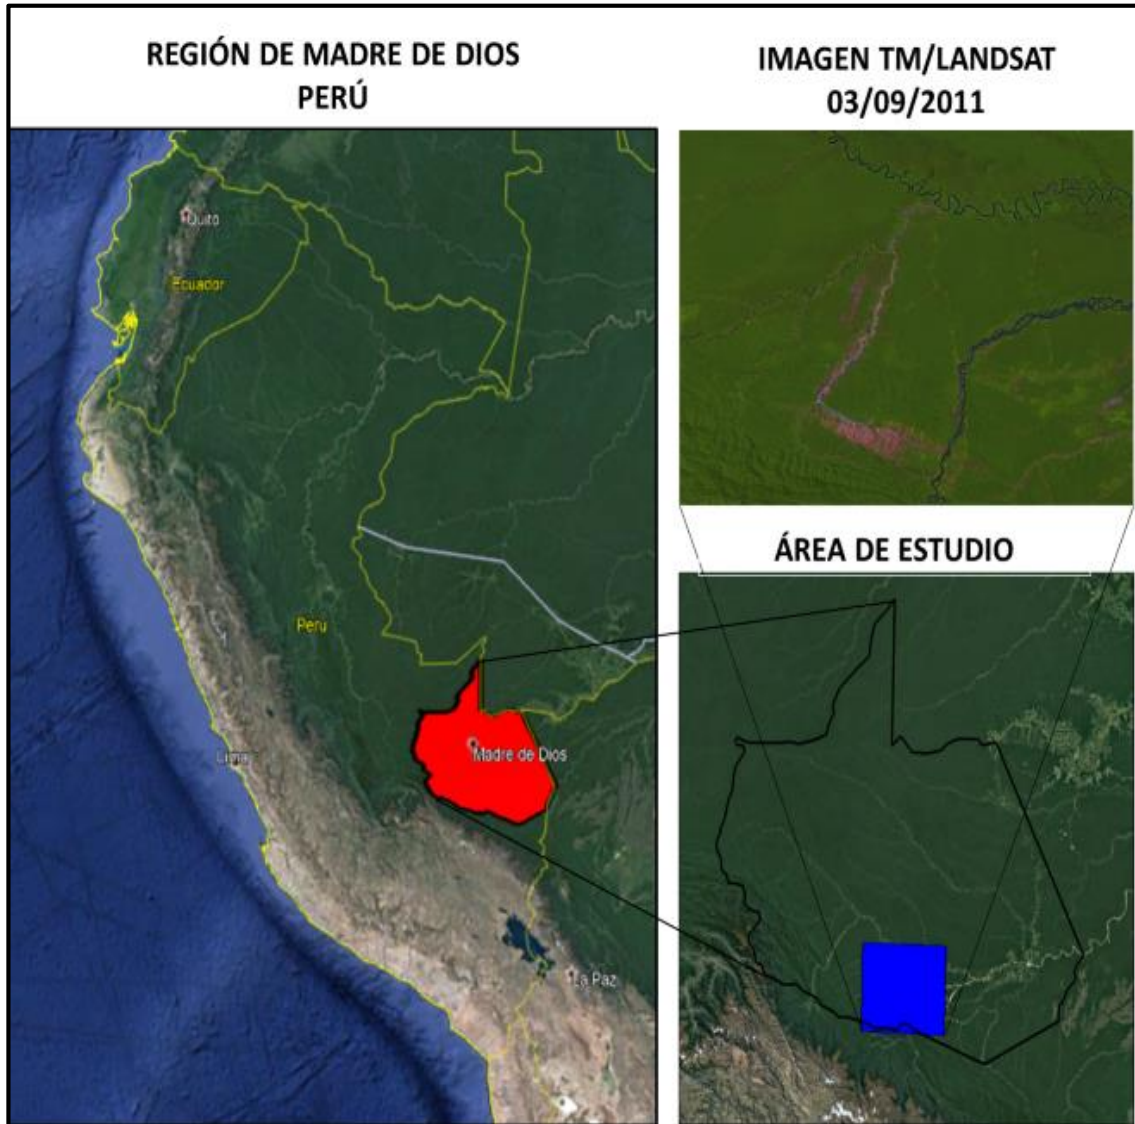 REGIÓN DE MADRE DE DIOS
PERÚ
IMAGEN TM/LANDSAT
03/09/2011
Quito
Ecuador
Perú
Lima
Madre de Dios
La Paz
ÁREA DE ESTUDIO